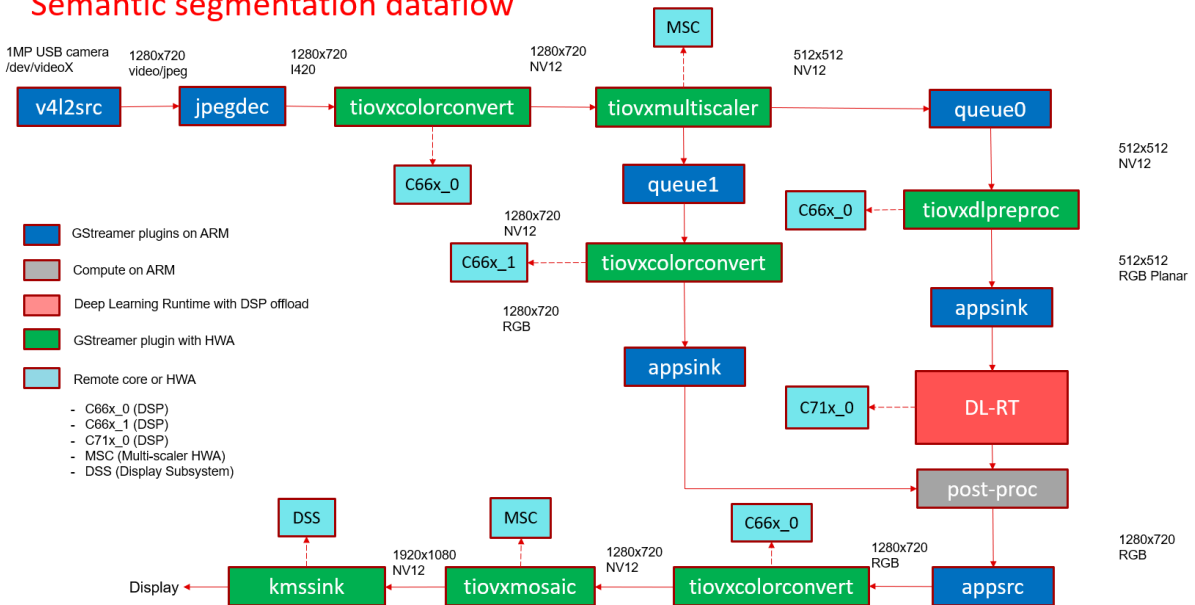 Semantic segmentation dataflow
1MP USB camera
/dev/videoX
1280x720
video/jpeg
1280x720
I420
1280x720
NV12
MSC
512x512
NV12
v4l2src
jpegdec
tiovxcolorconvert
tiovxmultiscaler
queue0
512x512
NV12
C66x_0
queue1
C66x_0
tiovxdlpreproc
1280x720
NV12
GStreamer plugins on ARM
C66x_1
tiovxcolorconvert
512x512
RGB Planar
Compute on ARM
Deep Learning Runtime with DSP offload
1280x720
RGB
appsink
GStreamer plugin with HWA
appsink
Remote core or HWA
C71x_0
DL-RT
- C66x_0 (DSP)
- C66x_1 (DSP)
- C71x_0 (DSP)
- MSC (Multi-scaler HWA)
- DSS (Display Subsystem)
post-proc
DSS
MSC
C66x_0
1280x720
RGB
1920x1080
NV12
1280x720
NV12
1280x720
RGB
Display
kmssink
tiovxmosaic
tiovxcolorconvert
appsrc